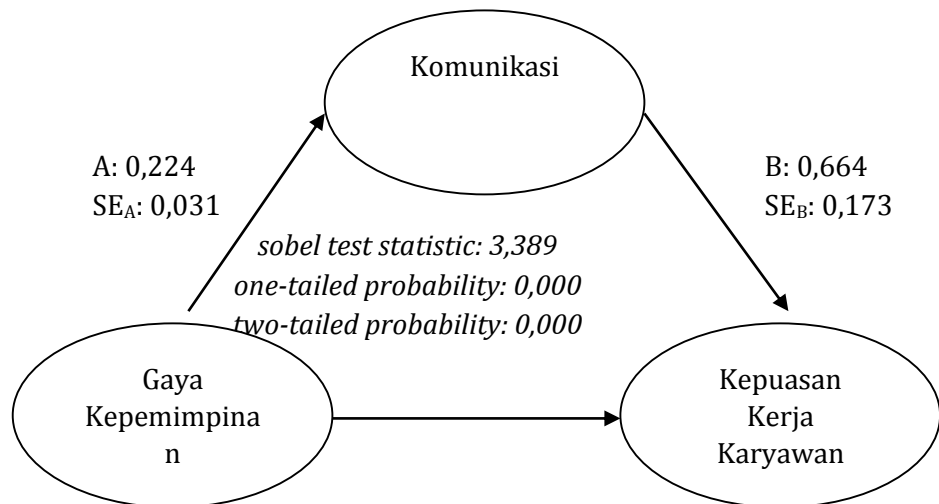 Komunikasi
A: 0,224
SEA: 0,031
B: 0,664
SEB: 0,173
sobel test statistic: 3,389
one-tailed probability: 0,000
two-tailed probability: 0,000
Gaya
Kepemimpina
n
Kepuasan
Kerja
Karyawan